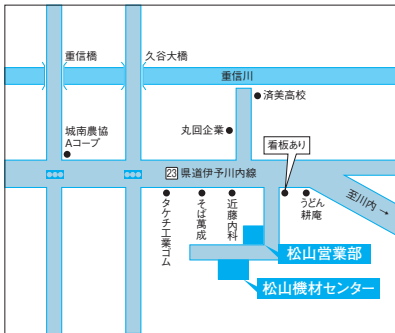 重信橋
久谷大橋
重信川
済美高校
丸回企業
城南農協
Aコープ
看板あり
23 県道伊予川内線
至川内→
タケチ工業ゴム
そば萬成
近藤内科
うどん
耕庵
松山営業部
松山機材センター